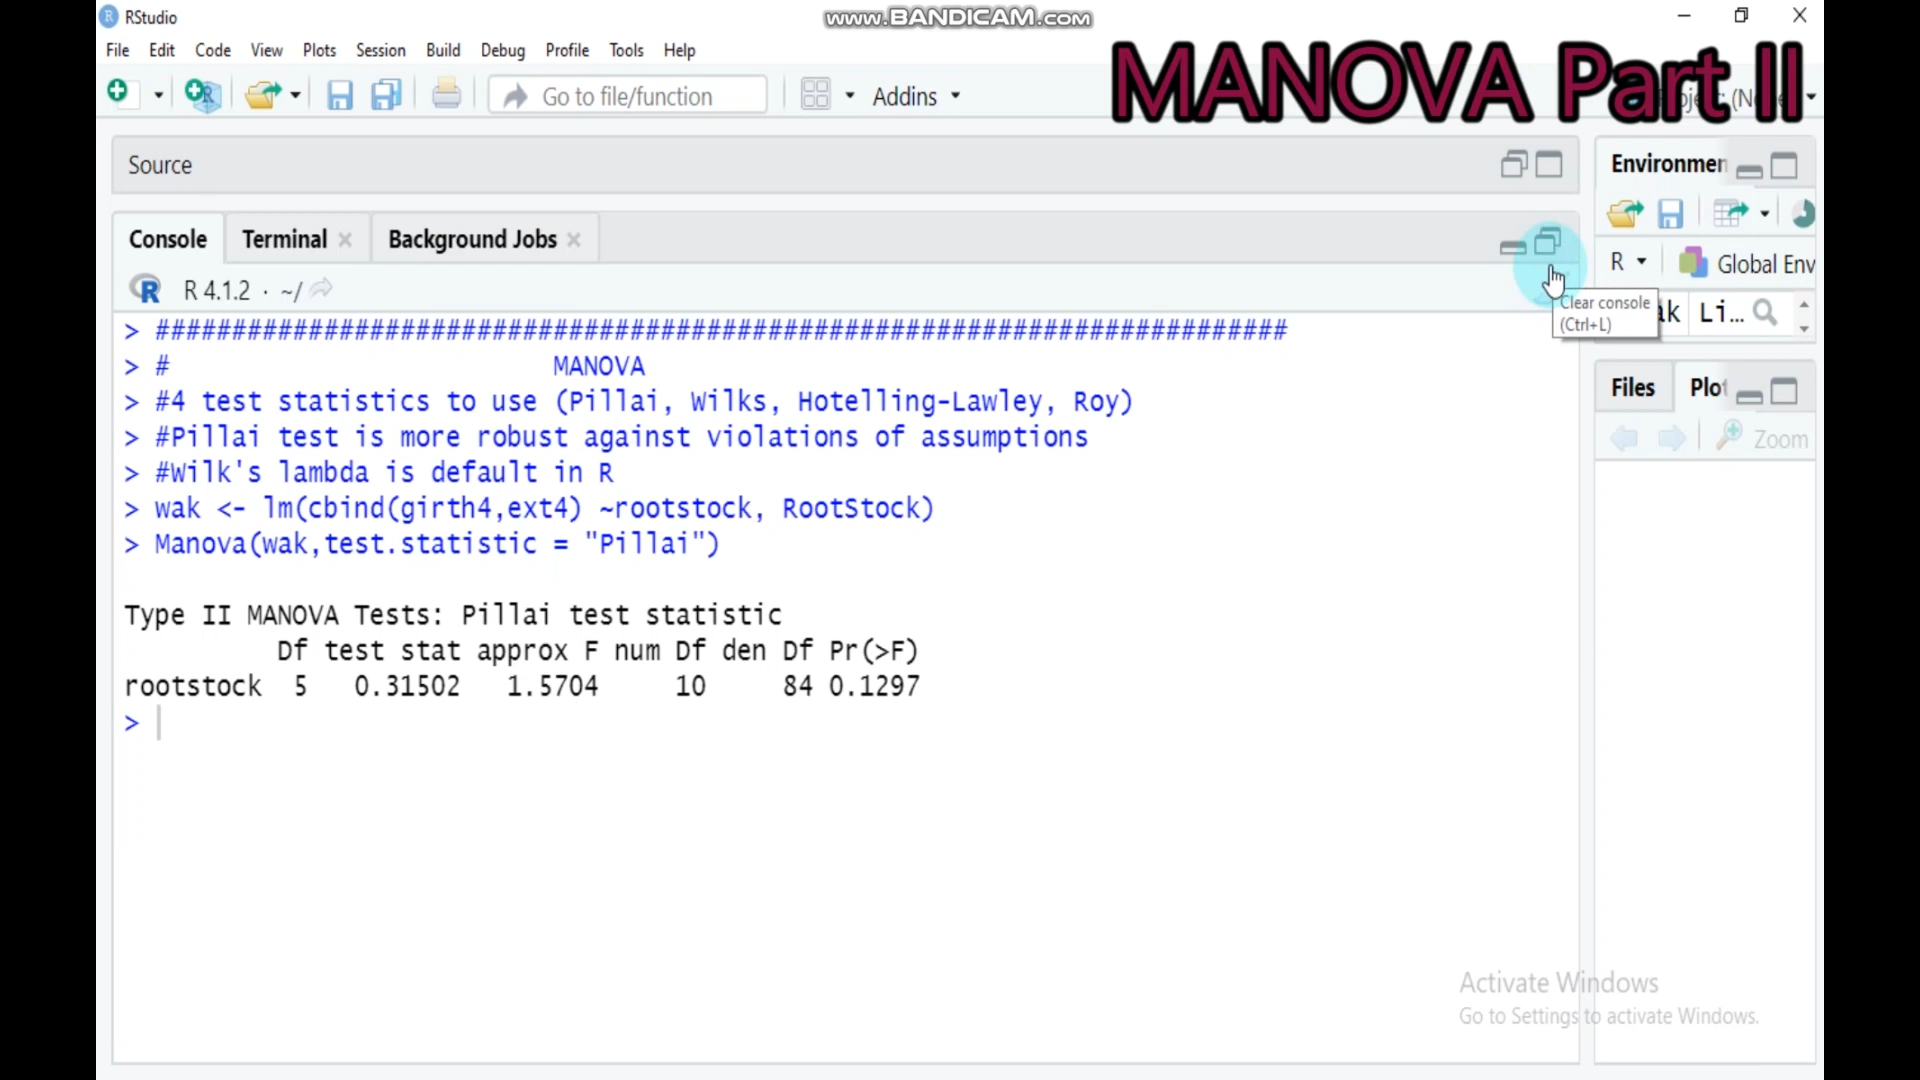 RStudio
www.BANDICAM.com
File Edit Code View Plots Session Build Debug Profile Tools Help
MANOVA Part II
Go to file/function
Addins
Source
Environmen
Console Terminal Background Jobs
R 4.1.2 · ~/
R Global Env
Clear console
(Ctrl+L)
Li...
> ##########################################################################
> # MANOVA
> #4 test statistics to use (Pillai, Wilks, Hotelling-Lawley, Roy)
> #Pillai test is more robust against violations of assumptions
> #Wilk's lambda is default in R
> wak <- lm(cbind(girth4,ext4) ~rootstock, RootStock)
> Manova(wak,test.statistic = "Pillai")
Type II MANOVA Tests: Pillai test statistic
Df test stat approx F num Df den Df Pr(>F)
rootstock 5 0.31502 1.5704 10 84 0.1297
>
Files Plot
Zoom
Activate Windows
Go to Settings to activate Windows.